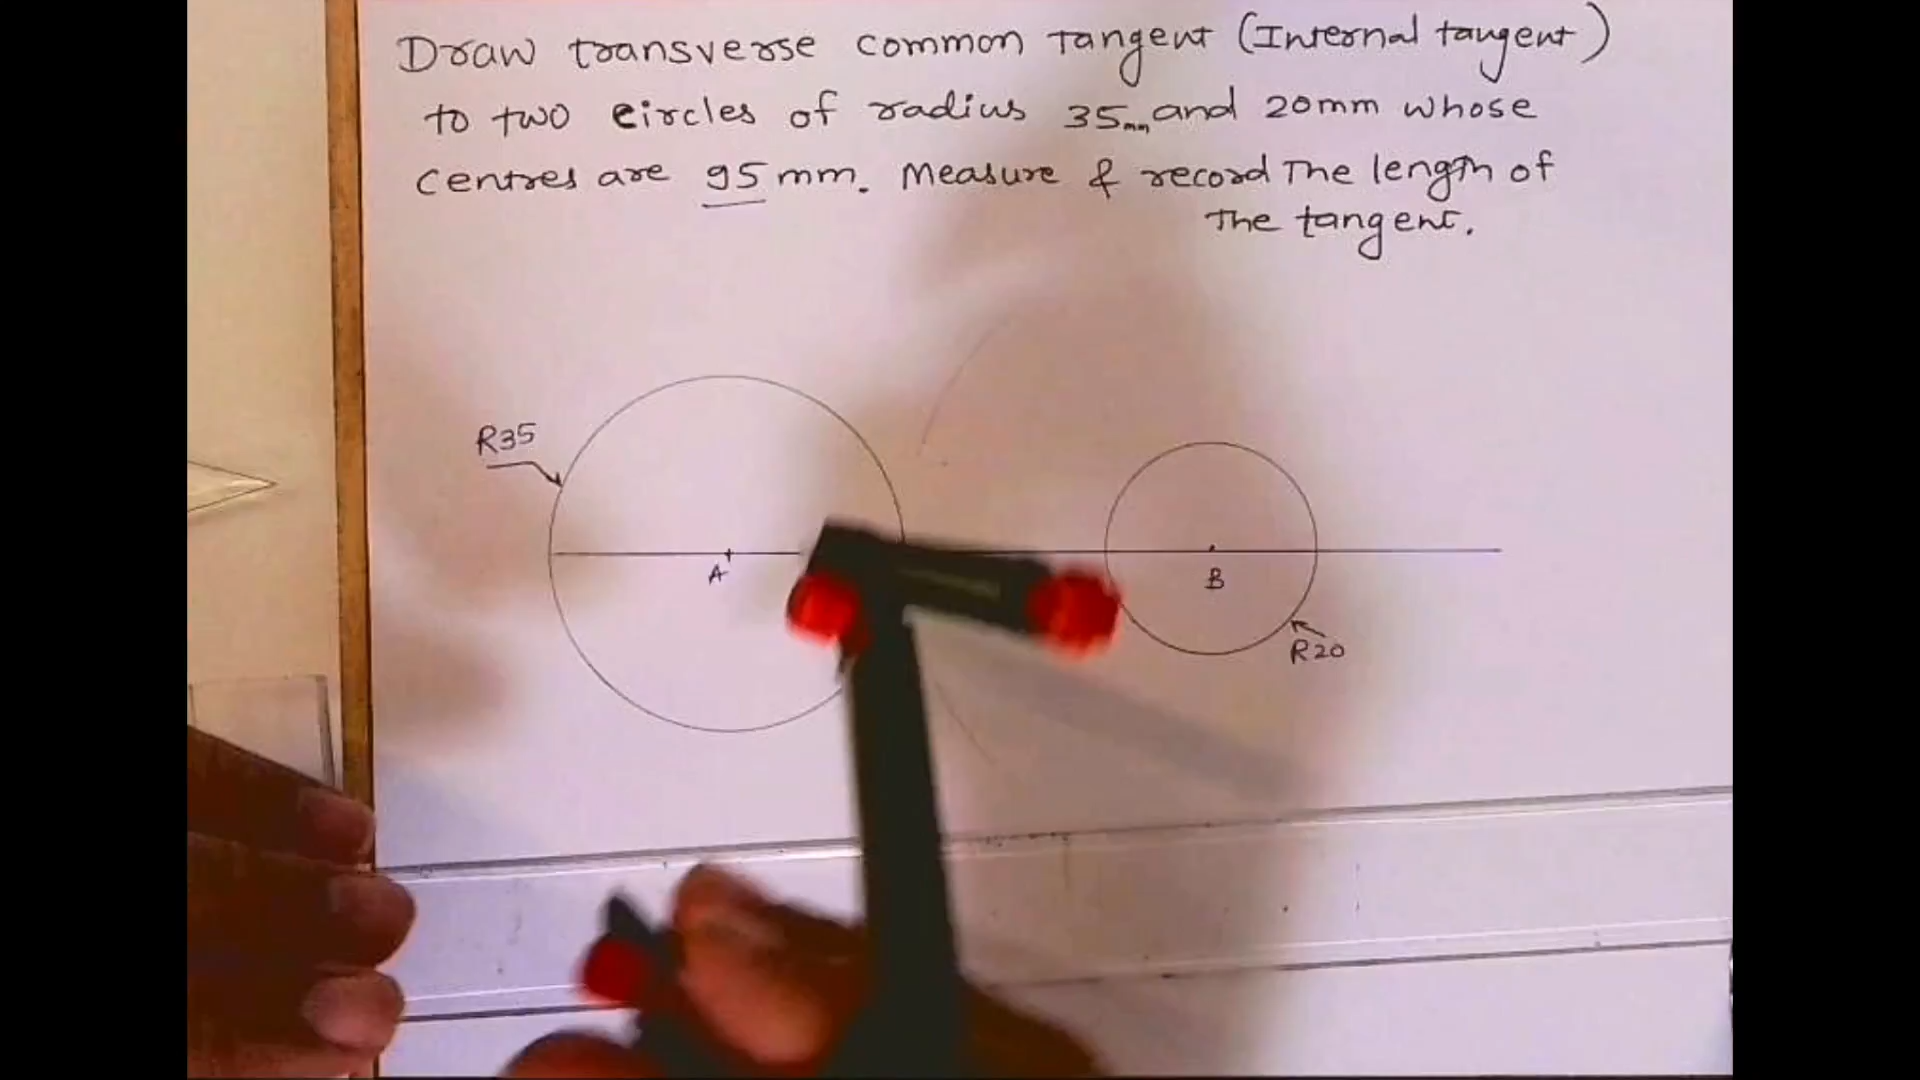 Draw transverse common tangent (Internal tangent)
to two circles of radius 35mm and 20mm whose
centres are 95 mm. Measure & record The length of
The tangent.
R35
A
B
R20